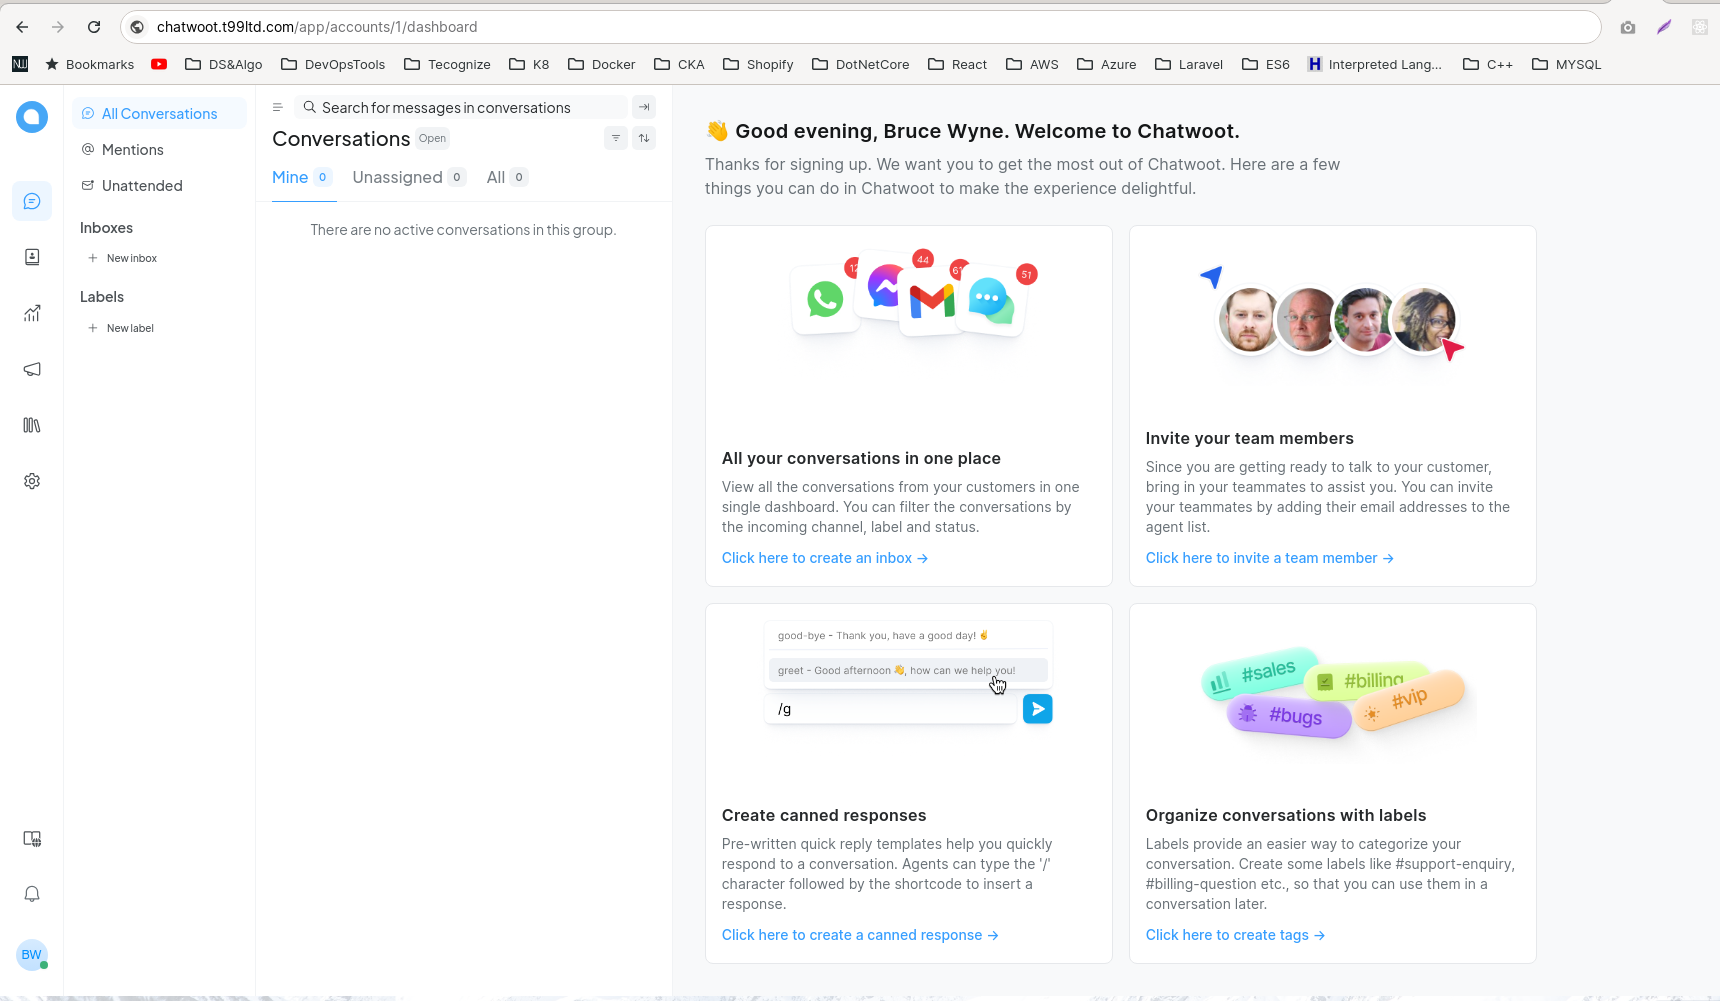 chatwoot.t99ltd.com/app/accounts/1/dashboard
NW Bookmarks DS&Algo DevOpsTools Tecognize K8 Docker CKA Shopify DotNetCore React AWS Azure Laravel ES6 H Interpreted Lang... C++ MYSQL
All Conversations
Mentions
Unattended
Inboxes
New inbox
Labels
New label
BW
Search for messages in conversations
Conversations Open
Mine 0 Unassigned 0 All 0
There are no active conversations in this group.
👋 Good evening, Bruce Wyne. Welcome to Chatwoot.
Thanks for signing up. We want you to get the most out of Chatwoot. Here are a few
things you can do in Chatwoot to make the experience delightful.
12 44 61 51
All your conversations in one place
View all the conversations from your customers in one
single dashboard. You can filter the conversations by
the incoming channel, label and status.
Click here to create an inbox →
Invite your team members
Since you are getting ready to talk to your customer,
bring in your teammates to assist you. You can invite
your teammates by adding their email addresses to the
agent list.
Click here to invite a team member →
good-bye - Thank you, have a good day! ✌
greet - Good afternoon 👋, how can we help you!
/g
Create canned responses
Pre-written quick reply templates help you quickly
respond to a conversation. Agents can type the '/'
character followed by the shortcode to insert a
response.
Click here to create a canned response →
#sales
#billing
#vip
#bugs
Organize conversations with labels
Labels provide an easier way to categorize your
conversation. Create some labels like #support-enquiry,
#billing-question etc., so that you can use them in a
conversation later.
Click here to create tags →